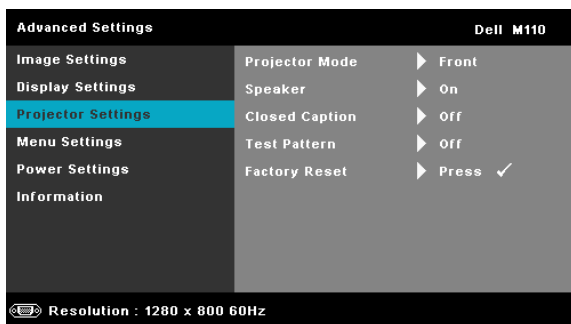 Advanced Settings Dell M110
Image Settings
Display Settings
Projector Settings
Menu Settings
Power Settings
Information
Projector Mode Front
Speaker On
Closed Caption Off
Test Pattern Off
Factory Reset Press ✓
Resolution : 1280 x 800 60Hz